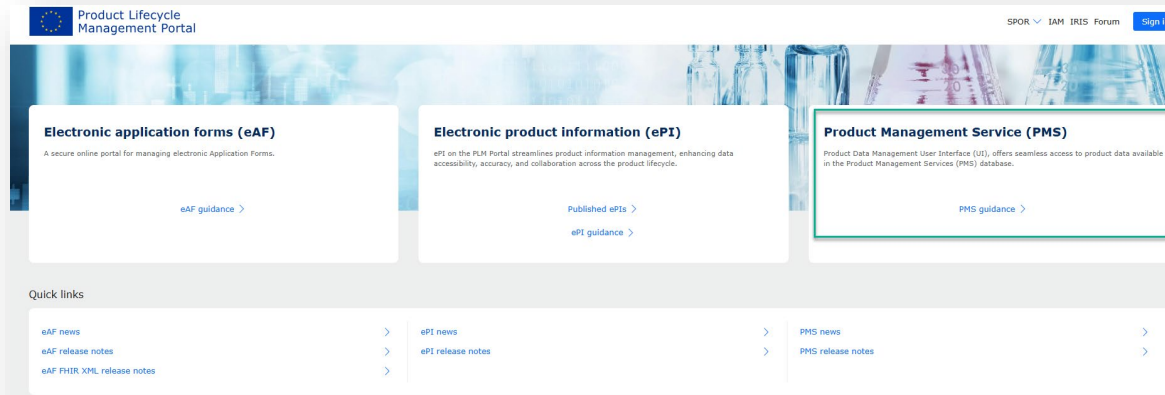 Product Lifecycle
Management Portal
SPOR IAM IRIS Forum
Electronic application forms (eAF)
A secure online portal for managing electronic Application Forms.
eAF guidance
Electronic product information (ePI)
ePI on the PLM Portal streamlines product information management, enhancing data
accessibility, accuracy, and collaboration across the product lifecycle.
Published ePIs
ePI guidance
Product Management Service (PMS)
Product Data Management User Interface (UI), offers seamless access to product data available
in the Product Management Services (PMS) database.
PMS guidance
Quick links
eAF news
eAF release notes
eAF FHIR XML release notes
ePI news
ePI release notes
PMS news
PMS release notes